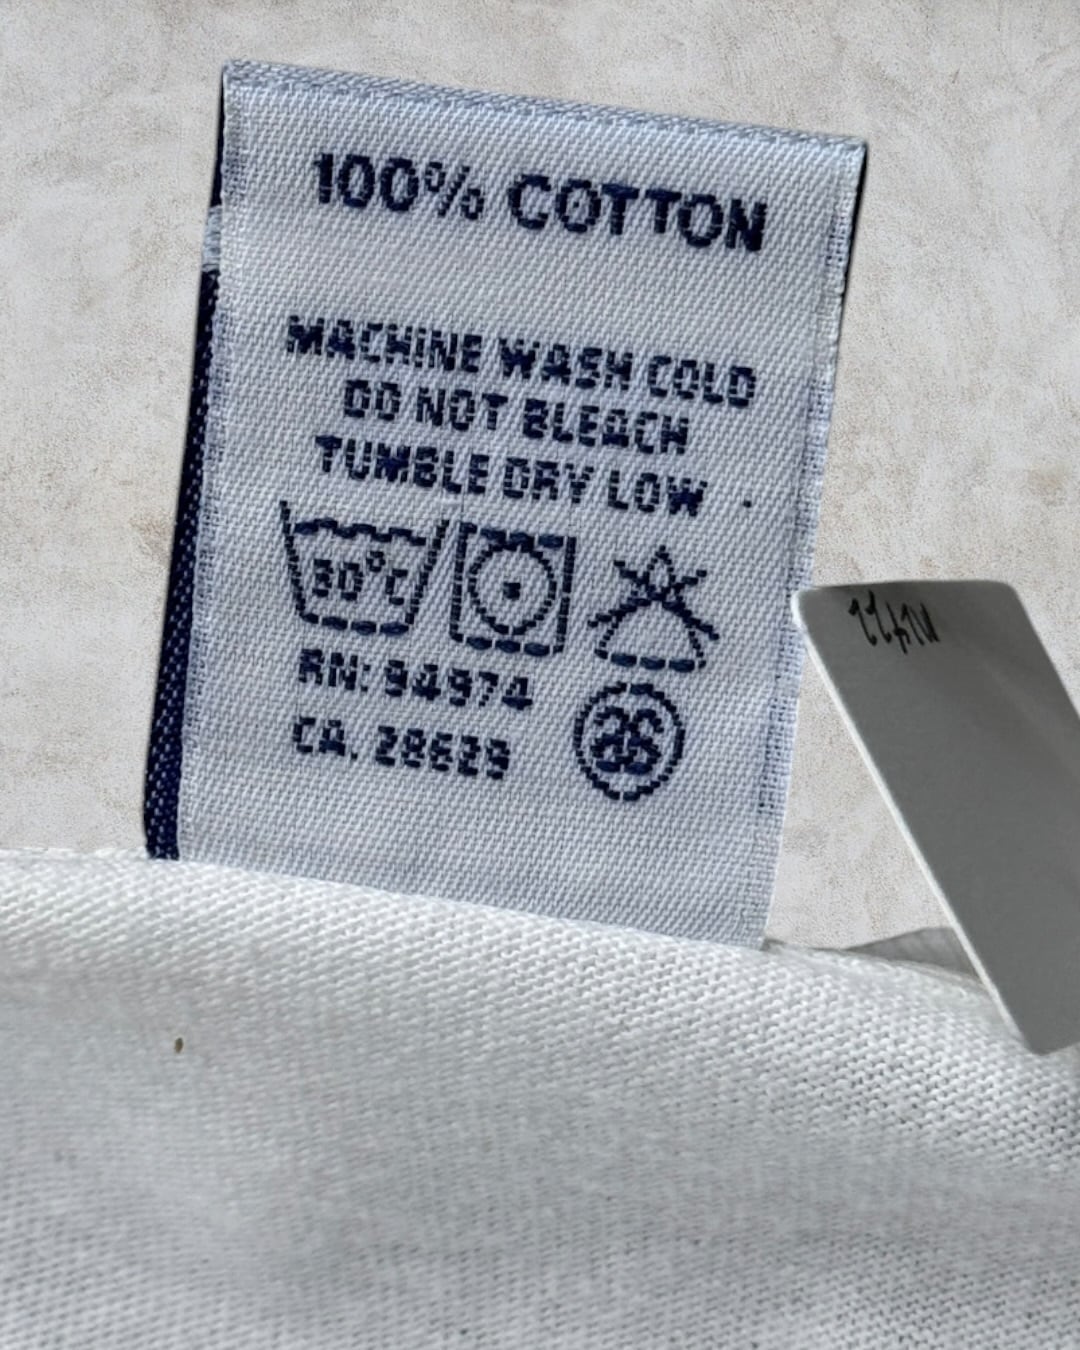 100% COTTON
MACHINE WASH COLD
DO NOT BLEACH
TUMBLE DRY LOW
30°C
RN: 94974
CA. 28629